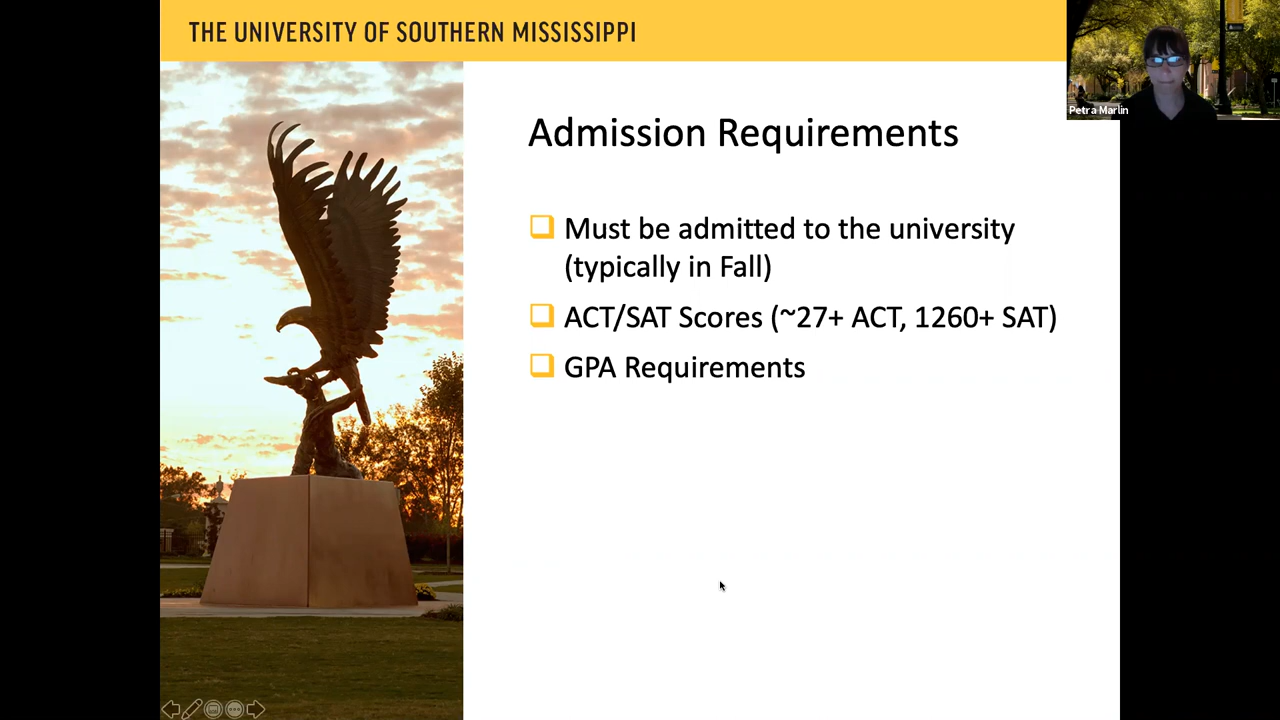 THE UNIVERSITY OF SOUTHERN MISSISSIPPI
Petra Marlin
Admission Requirements
Must be admitted to the university
(typically in Fall)
ACT/SAT Scores (~27+ ACT, 1260+ SAT)
GPA Requirements